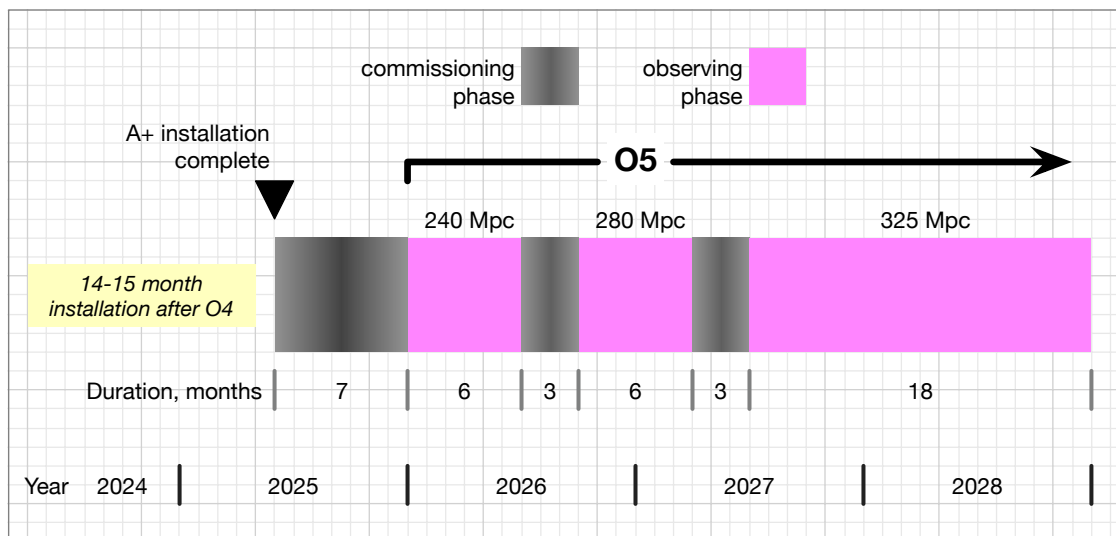 commissioning
phase
observing
phase
A+ installation
complete
O5
240 Mpc
280 Mpc
325 Mpc
14-15 month
installation after O4
Duration, months
7
6
3
6
3
18
Year
2024
2025
2026
2027
2028